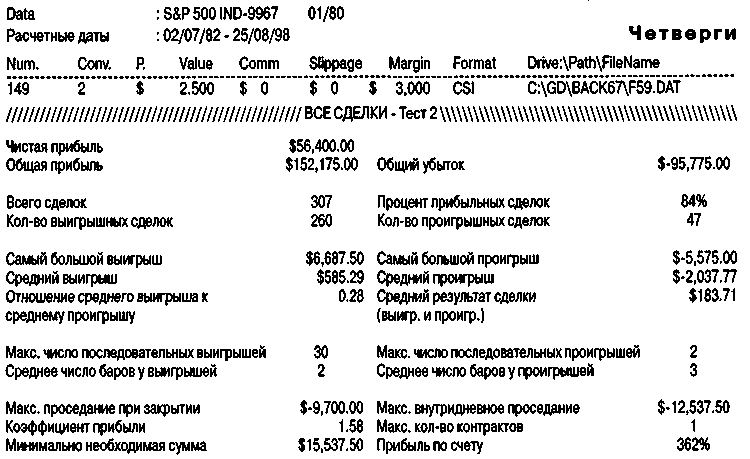 Data : S&P 500 IND-9967 01/80
Расчетные даты : 02/07/82 - 25/08/98 Четверги
Num. Conv. P. Value Comm Slippage Margin Format Drive:\Path\FileName
149 2 $ 2.500 $ 0 $ 0 $ 3,000 CSI C:\GD\BACK67\F59.DAT
//////////////////////////////////////////// ВСЕ СДЕЛКИ - Тест 2 \\\\\\\\\\\\\\\\\\\\\\\\\\\\\\\\\\\\\\\\\\\\
Чистая прибыль $56,400.00
Общая прибыль $152,175.00 Общий убыток $-95,775.00
Всего сделок 307 Процент прибыльных сделок 84%
Кол-во выигрышных сделок 260 Кол-во проигрышных сделок 47
Самый большой выигрыш $6,687.50 Самый большой проигрыш $-5,575.00
Средний выигрыш $585.29 Средний проигрыш $-2,037.77
Отношение среднего выигрыша к 0.28 Средний результат сделки $183.71
среднему проигрышу (выигр. и проигр.)
Макс. число последовательных выигрышей 30 Макс. число последовательных проигрышей 2
Среднее число баров у выигрышей 2 Среднее число баров у проигрышей 3
Макс. проседание при закрытии $-9,700.00 Макс. внутридневное проседание $-12,537.50
Коэффициент прибыли 1.58 Макс. кол-во контрактов 1
Минимально необходимая сумма $15,537.50 Прибыль по счету 362%